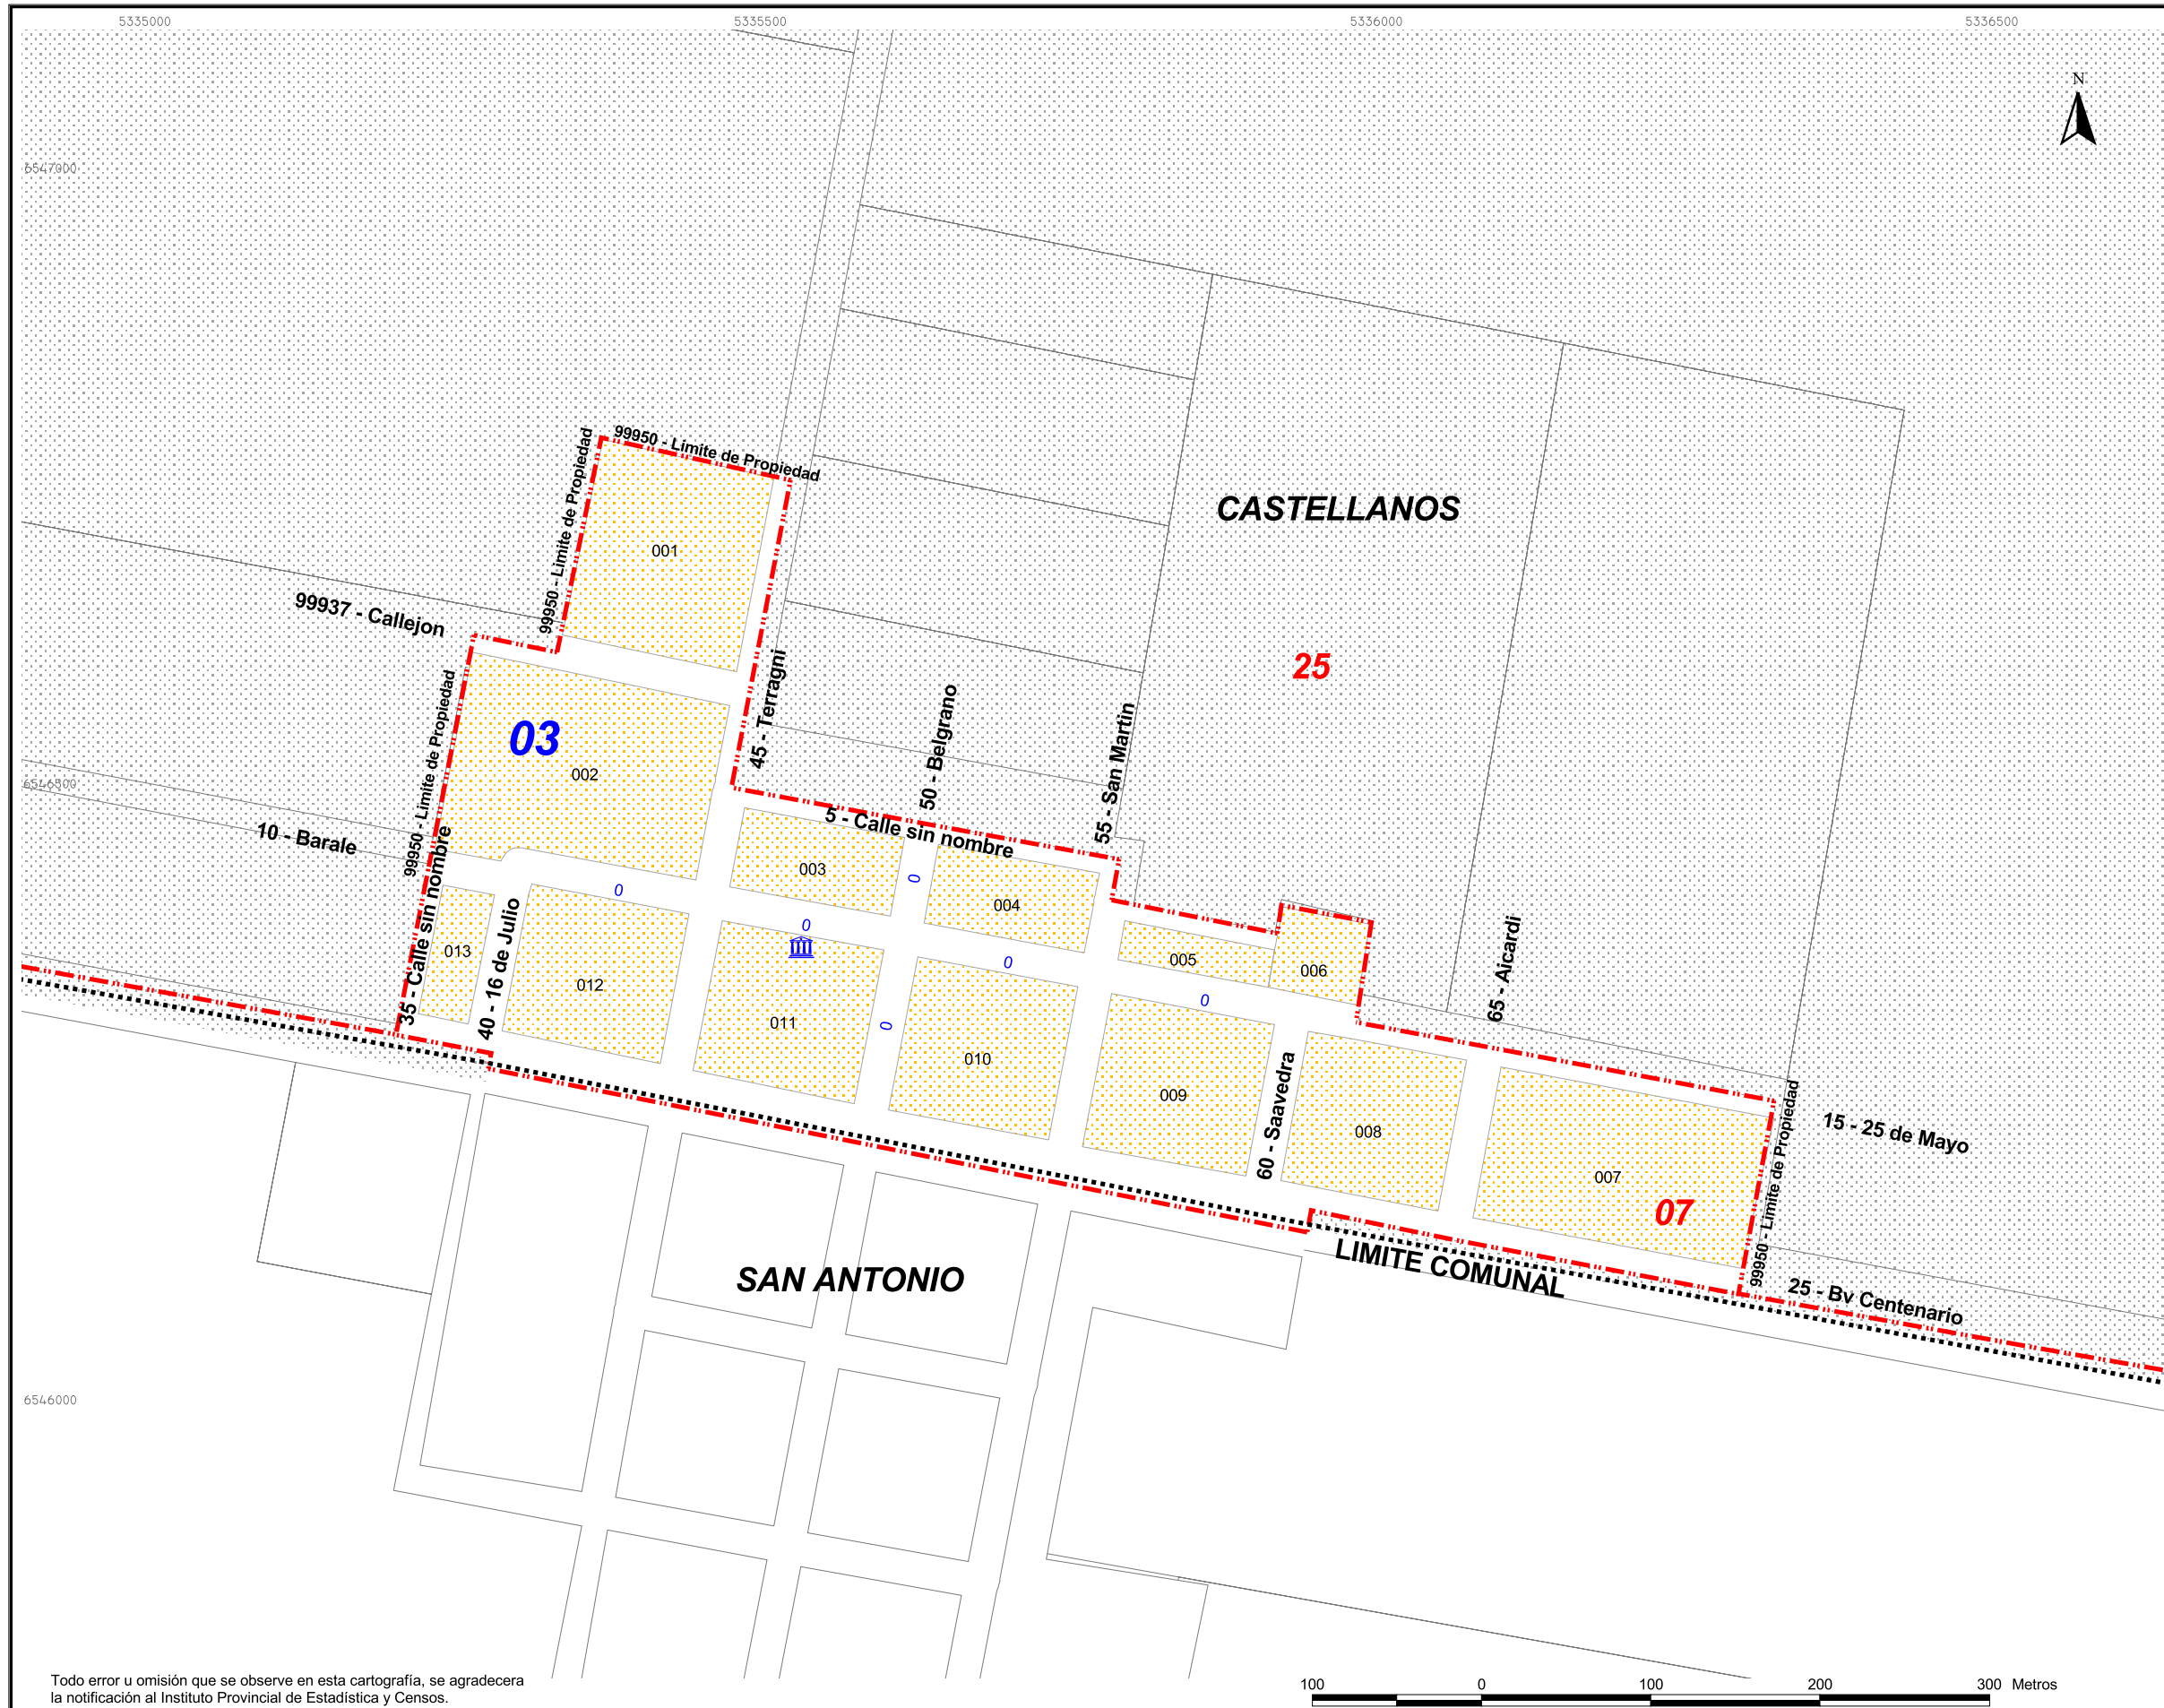 5335000
5335500
5336000
5336500
N
6547000
99950 - Limite de Propiedad
99950 - Limite de Propiedad
CASTELLANOS
001
99937 - Callejon
25
45 - Terragni
50 - Belgrano
55 - San Martin
99950 - Limite de Propiedad
03
002
6546500
10 - Barale
5 - Calle sin nombre
003
004
0
0
0
0
0
0
35 - Calle sin nombre
40 - 16 de Julio
013
012
011
010
005
006
65 - Aicardi
009
60 - Saavedra
008
007
07
99950 - Limite de Propiedad
15 - 25 de Mayo
25 - Bv Centenario
SAN ANTONIO
LIMITE COMUNAL
6546000
Todo error u omisión que se observe en esta cartografía, se agradecera
la notificación al Instituto Provincial de Estadística y Censos.
100 0 100 200 300 Metros